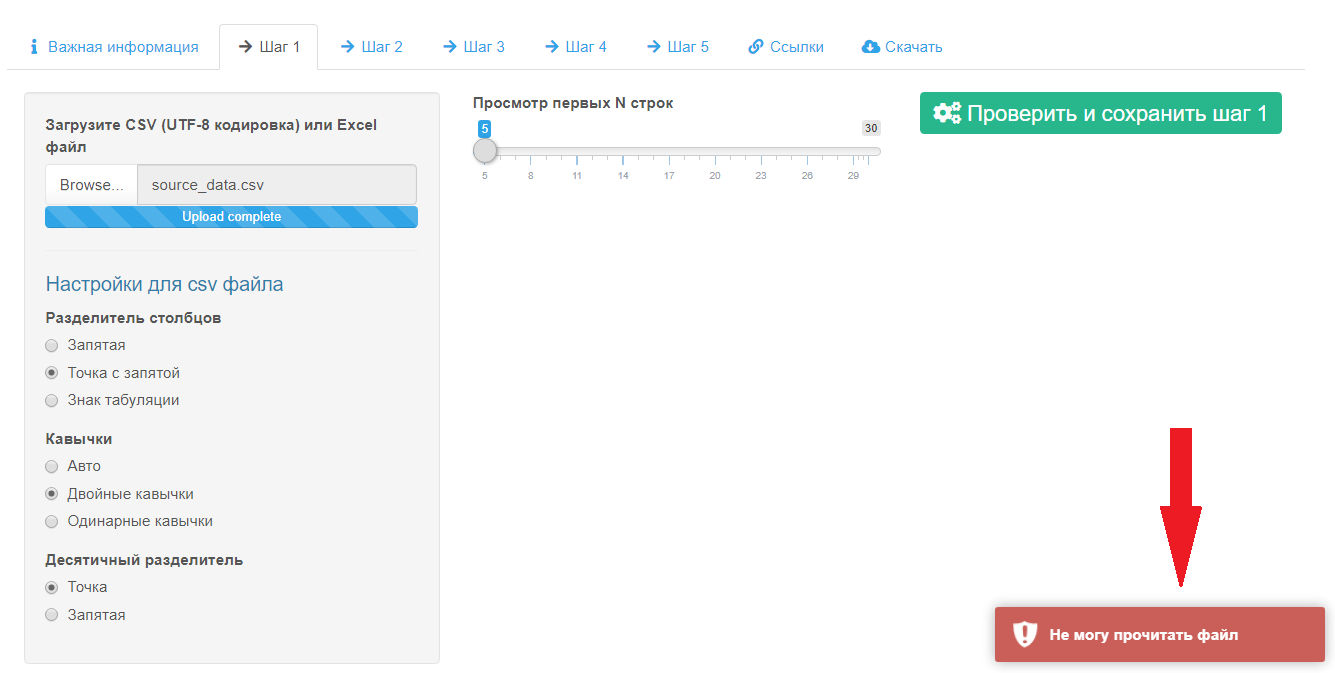 Важная информация
Шаг 1
Шаг 2
Шаг 3
Шаг 4
Шаг 5
Ссылки
Скачать
Загрузите CSV (UTF-8 кодировка) или Excel
файл
Browse...
source_data.csv
Upload complete
Настройки для csv файла
Разделитель столбцов
Запятая
Точка с запятой
Знак табуляции
Кавычки
Авто
Двойные кавычки
Одинарные кавычки
Десятичный разделитель
Точка
Запятая
Просмотр первых N строк
5
30
5 8 11 14 17 20 23 26 29
Проверить и сохранить шаг 1
Не могу прочитать файл